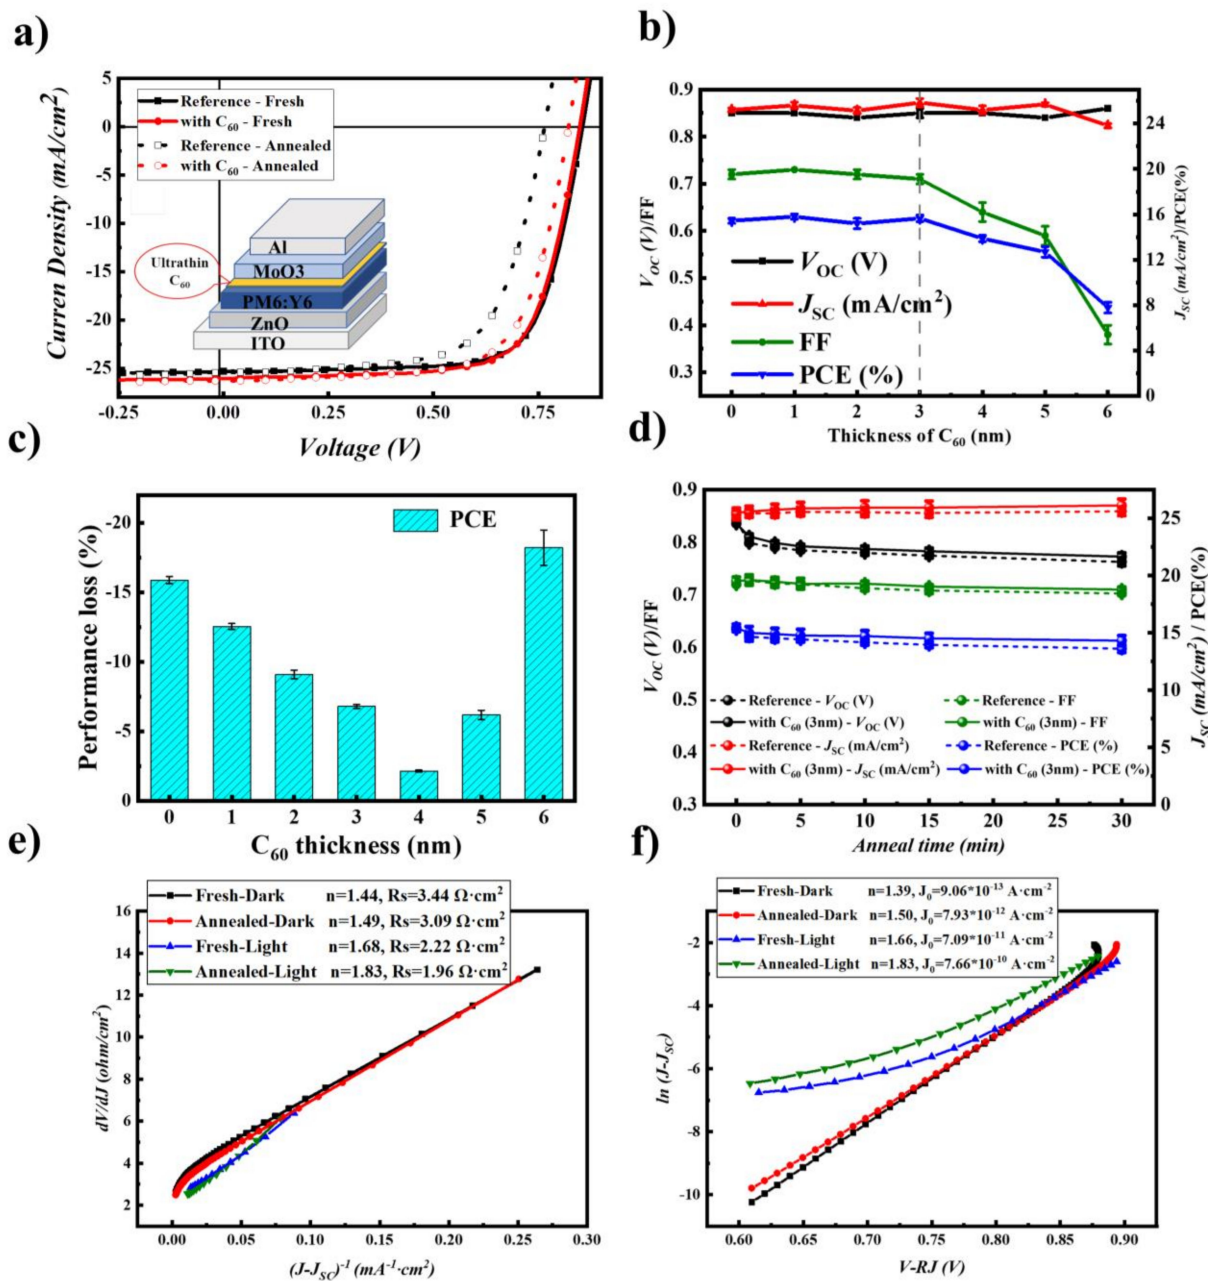 a)
Curren Density (mA/cm²)
5
0
-5
-10
-15
-20
-25
Reference - Fresh
with C₆₀ - Fresh
Reference - Annealed
with C₆₀ - Annealed
Ultrathin
C₆₀
Al
MoO3
PM6:Y6
ZnO
ITO
-0.25
0.00
0.25
0.50
0.75
Voltage (V)
b)
V_OC (V)/FF
0.9
0.8
0.7
0.6
0.5
0.4
0.3
V_OC (V)
J_SC (mA/cm²)
FF
PCE (%)
24
20
16
12
8
4
0
J_SC (mA/cm²)/PCE(%)
0
1
2
3
4
5
6
Thickness of C₆₀ (nm)
c)
Performance loss (%)
-20
-15
-10
-5
0
PCE
0
1
2
3
4
5
6
C₆₀ thickness (nm)
d)
V_OC (V)/FF
0.9
0.8
0.7
0.6
0.5
0.4
0.3
Reference - V_OC (V)
with C₆₀ (3nm) - V_OC (V)
Reference - J_SC (mA/cm²)
with C₆₀ (3nm) - J_SC (mA/cm²)
Reference - FF
with C₆₀ (3nm) - FF
Reference - PCE (%)
with C₆₀ (3nm) - PCE (%)
25
20
15
10
5
0
J_SC (mA/cm²) / PCE(%)
0
5
10
15
20
25
30
Anneal time (min)
e)
dV/dJ (ohm/cm²)
16
14
12
10
8
6
4
2
Fresh-Dark n=1.44, Rs=3.44 Ω·cm²
Annealed-Dark n=1.49, Rs=3.09 Ω·cm²
Fresh-Light n=1.68, Rs=2.22 Ω·cm²
Annealed-Light n=1.83, Rs=1.96 Ω·cm²
0.00
0.05
0.10
0.15
0.20
0.25
0.30
(J-J_SC)⁻¹ (mA⁻¹·cm²)
f)
ln (J-J_SC)
-2
-4
-6
-8
-10
Fresh-Dark n=1.39, J₀=9.06*10⁻¹³ A·cm⁻²
Annealed-Dark n=1.50, J₀=7.93*10⁻¹² A·cm⁻²
Fresh-Light n=1.66, J₀=7.09*10⁻¹¹ A·cm⁻²
Annealed-Light n=1.83, J₀=7.66*10⁻¹⁰ A·cm⁻²
0.60
0.65
0.70
0.75
0.80
0.85
0.90
V-RJ (V)